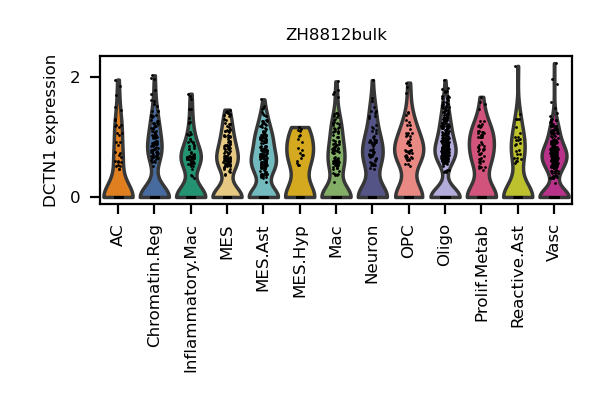 ZH8812bulk
DCTN1 expression
2
0
AC
Chromatin.Reg
Inflammatory.Mac
MES
MES.Ast
MES.Hyp
Mac
Neuron
OPC
Oligo
Prolif.Metab
Reactive.Ast
Vasc